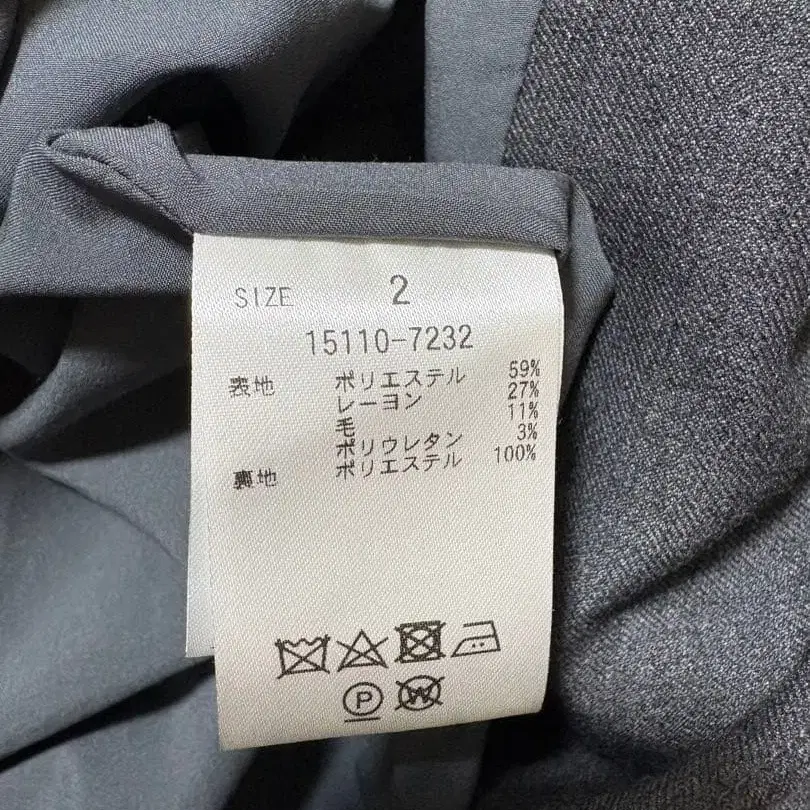 SIZE 2
15110-7232
表地 ポリエステル 59%
レーヨン 27%
毛 11%
ポリウレタン 3%
裏地 ポリエステル 100%
P W